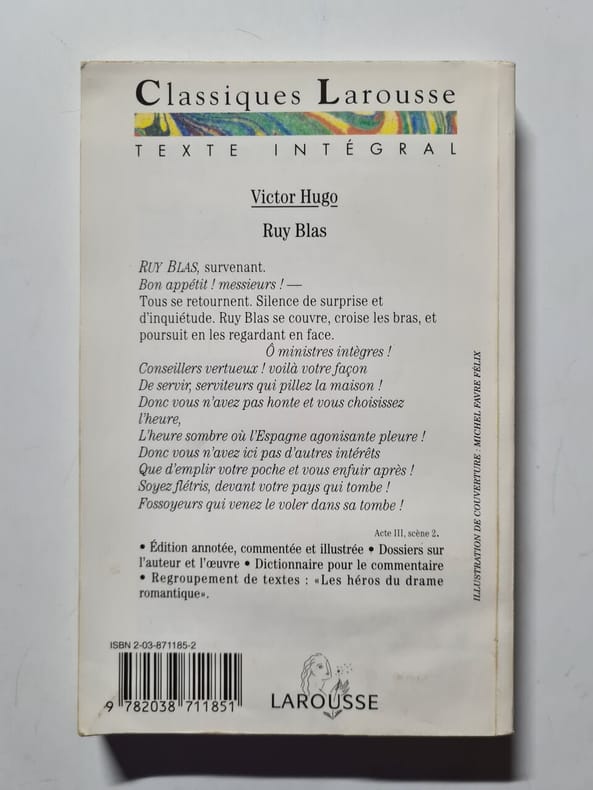 Classiques Larousse
TEXTE INTÉGRAL
Victor Hugo
Ruy Blas
RUY BLAS, survenant.
Bon appétit ! messieurs ! —
Tous se retournent. Silence de surprise et
d'inquiétude. Ruy Blas se couvre, croise les bras, et
poursuit en les regardant en face.
Ô ministres intègres !
Conseillers vertueux ! voilà votre façon
De servir, serviteurs qui pillez la maison !
Donc vous n'avez pas honte et vous choisissez
l'heure,
L'heure sombre où l'Espagne agonisante pleure !
Donc vous n'avez ici pas d'autres intérêts
Que d'emplir votre poche et vous enfuir après !
Soyez flétris, devant votre pays qui tombe !
Fossoyeurs qui venez le voler dans sa tombe !
Acte III, scène 2.
• Édition annotée, commentée et illustrée • Dossiers sur
l'auteur et l'œuvre • Dictionnaire pour le commentaire
• Regroupement de textes : «Les héros du drame
romantique».
ILLUSTRATION DE COUVERTURE : MICHEL FAVRE FÉLIX
ISBN 2-03-871185-2
9 782038 711851
LAROUSSE